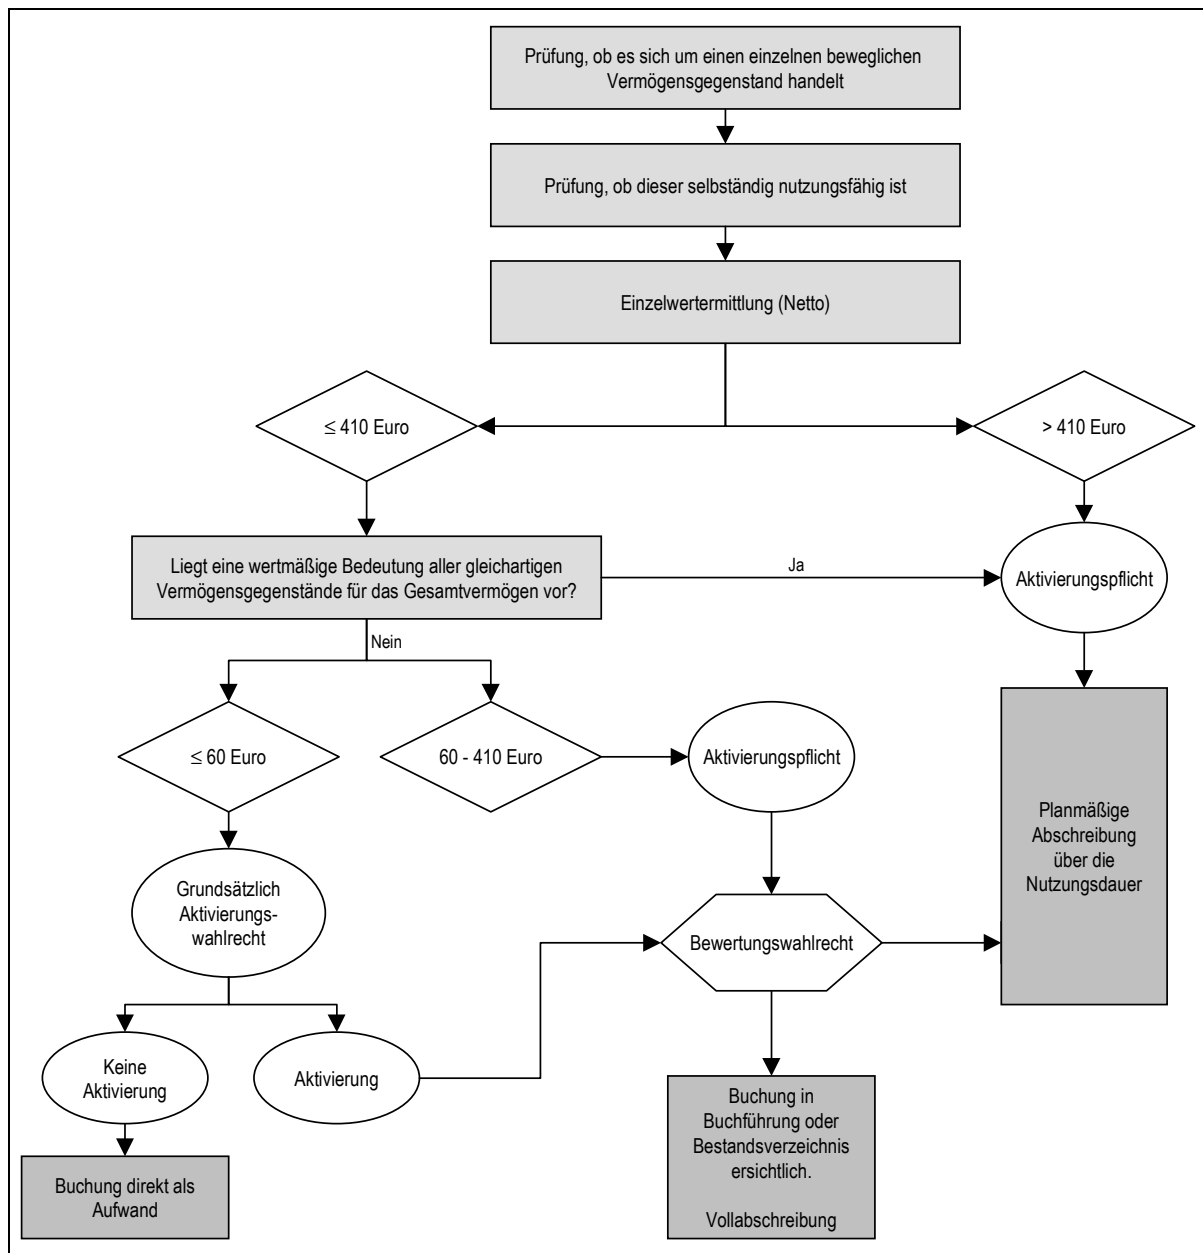 Prüfung, ob es sich um einen einzelnen beweglichen
Vermögensgegenstand handelt
Prüfung, ob dieser selbständig nutzungsfähig ist
Einzelwertermittlung (Netto)
≤ 410 Euro
> 410 Euro
Liegt eine wertmäßige Bedeutung aller gleichartigen
Vermögensgegenstände für das Gesamtvermögen vor?
Ja
Aktivierungspflicht
Nein
≤ 60 Euro
60 - 410 Euro
Aktivierungspflicht
Planmäßige
Abschreibung
über die
Nutzungsdauer
Grundsätzlich
Aktivierungs-
wahlrecht
Bewertungswahlrecht
Keine
Aktivierung
Aktivierung
Buchung in
Buchführung oder
Bestandsverzeichnis
ersichtlich.
Vollabschreibung
Buchung direkt als
Aufwand